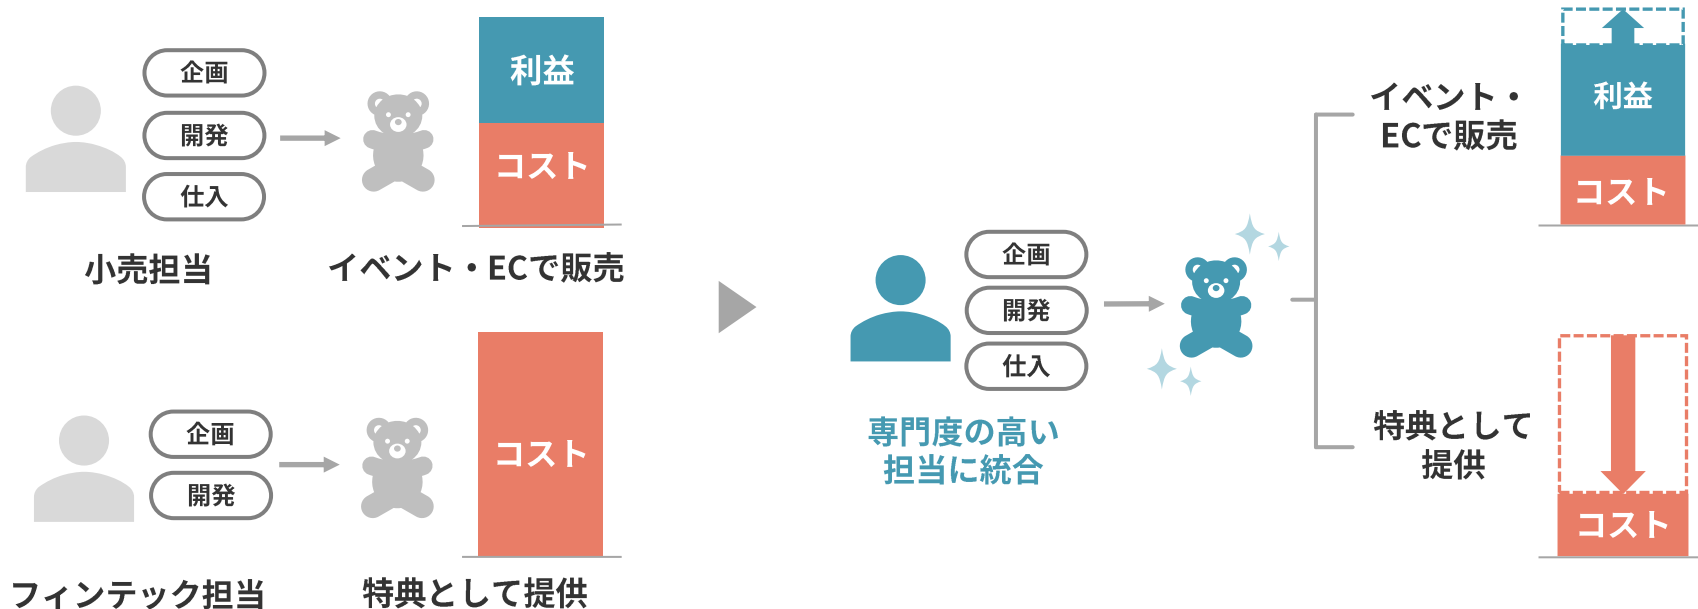 企画
開発
仕入
小売担当
利益
コスト
イベント・ECで販売
企画
開発
フィンテック担当
コスト
特典として提供
企画
開発
仕入
専門度の高い
担当に統合
イベント・
ECで販売
利益
コスト
特典として
提供
コスト